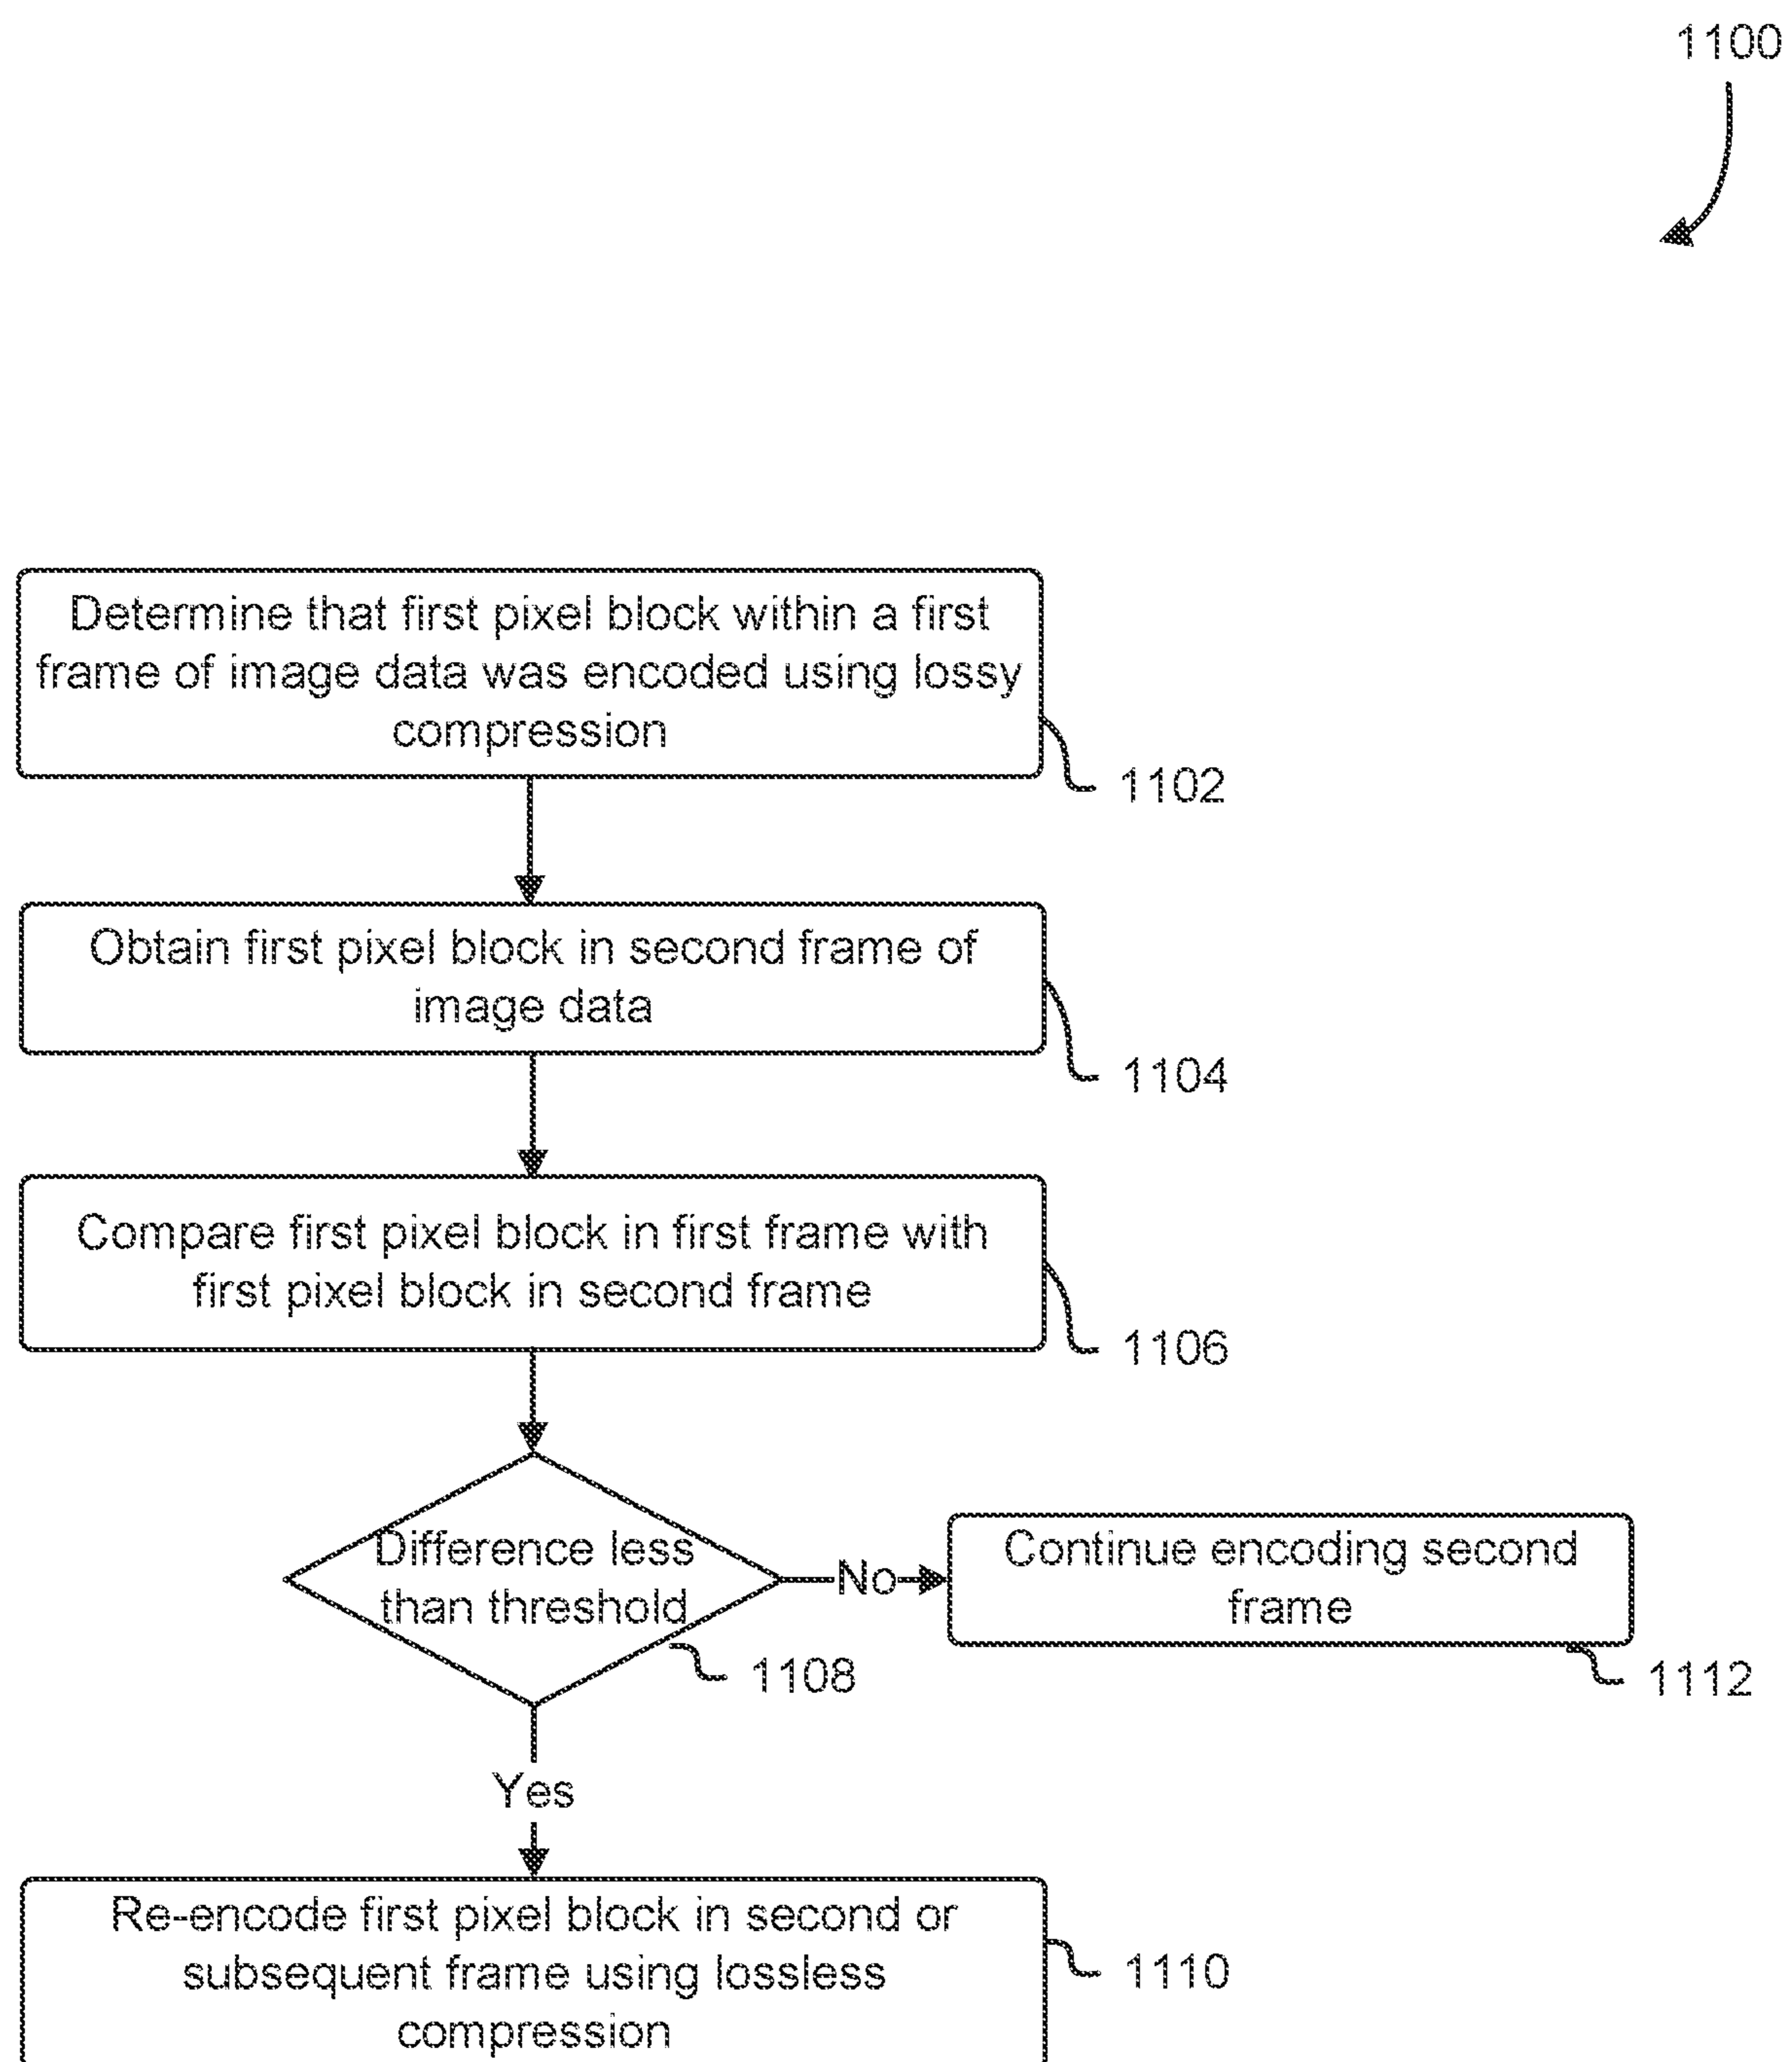 1100
Determine that first pixel block within a first
frame of image data was encoded using lossy
compression
1102
Obtain first pixel block in second frame of
image data
1104
Compare first pixel block in first frame with
first pixel block in second frame
1106
Difference less
than threshold
1108
No
Continue encoding second
frame
1112
Yes
Re-encode first pixel block in second or
subsequent frame using lossless
compression
1110